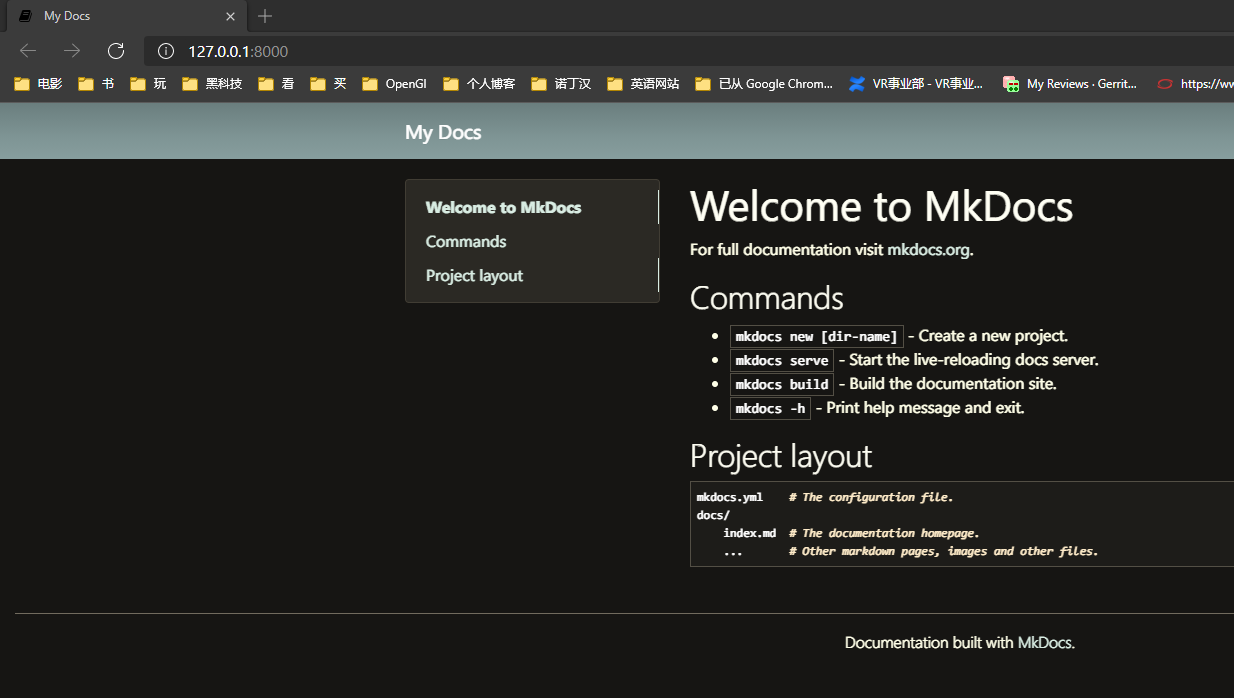 My Docs
127.0.0.1:8000
电影 书 玩 黑科技 看 买 OpenGl 个人博客 诺丁汉 英语网站 已从 Google Chrom... VR事业部 - VR事业... My Reviews · Gerrit... https://ww
My Docs
Welcome to MkDocs
Commands
Project layout
Welcome to MkDocs
For full documentation visit mkdocs.org.
Commands
mkdocs new [dir-name] - Create a new project.
mkdocs serve - Start the live-reloading docs server.
mkdocs build - Build the documentation site.
mkdocs -h - Print help message and exit.
Project layout
mkdocs.yml    # The configuration file.
docs/
    index.md  # The documentation homepage.
    ...       # Other markdown pages, images and other files.
Documentation built with MkDocs.